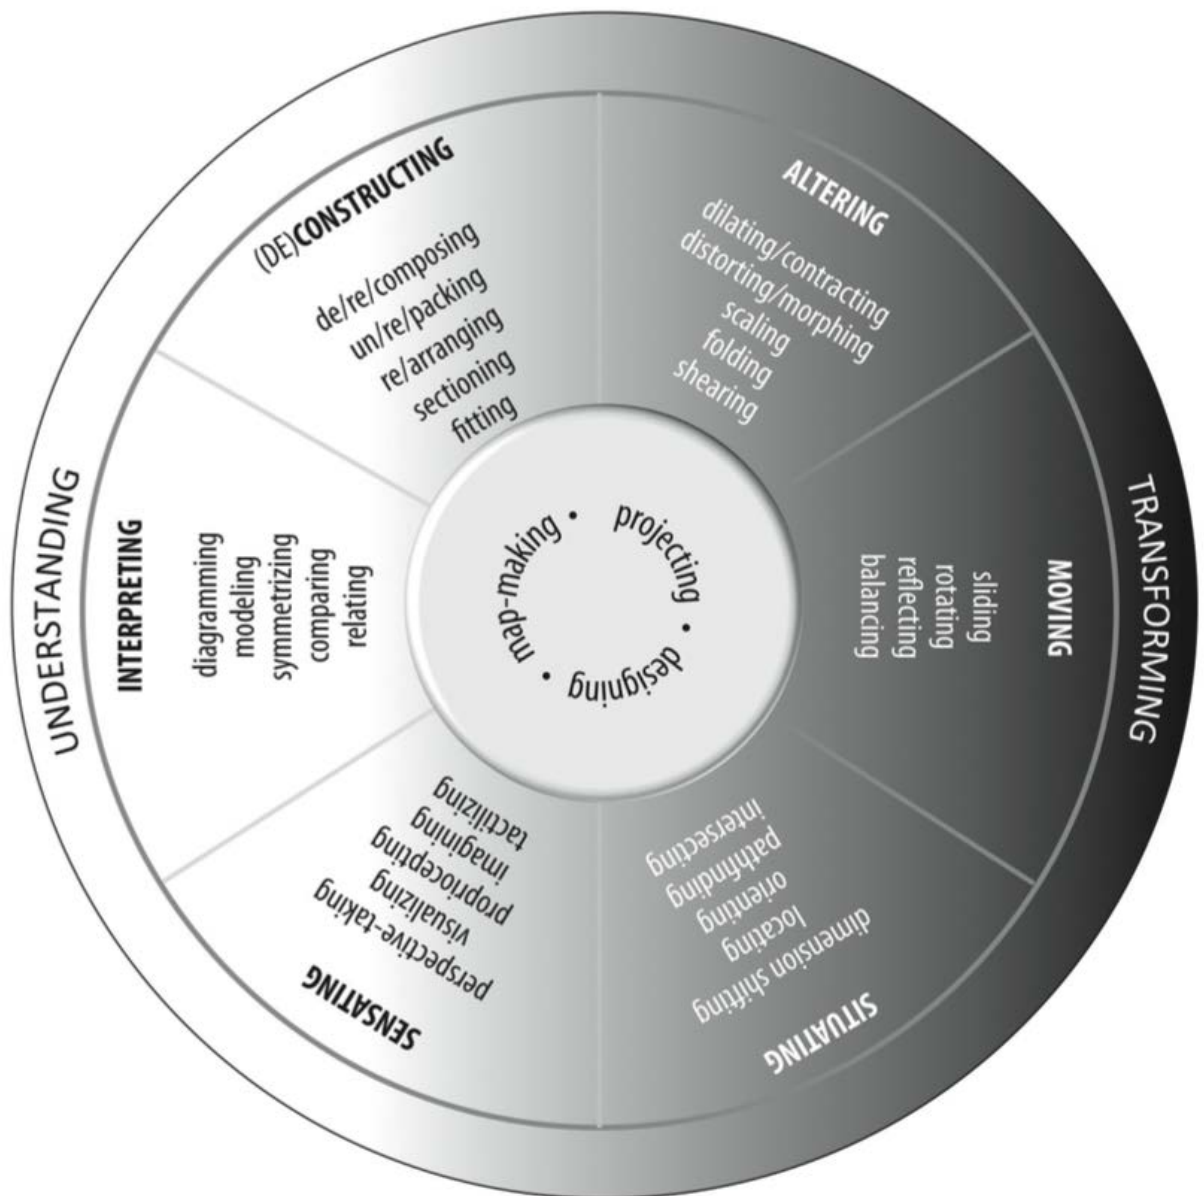 UNDERSTANDING
(DE)CONSTRUCTING
de/re/composing
un/re/packing
re/arranging
sectioning
fitting
INTERPRETING
diagramming
modeling
symmetrizing
comparing
relating
SENSATING
perspective-taking
visualizing
propriocepting
imagining
tactilizing
TRANSFORMING
ALTERING
dilating/contracting
distorting/morphing
scaling
folding
shearing
MOVING
sliding
rotating
reflecting
balancing
SITUATING
dimension shifting
locating
orienting
pathfinding
intersecting
map-making • projecting • designing •